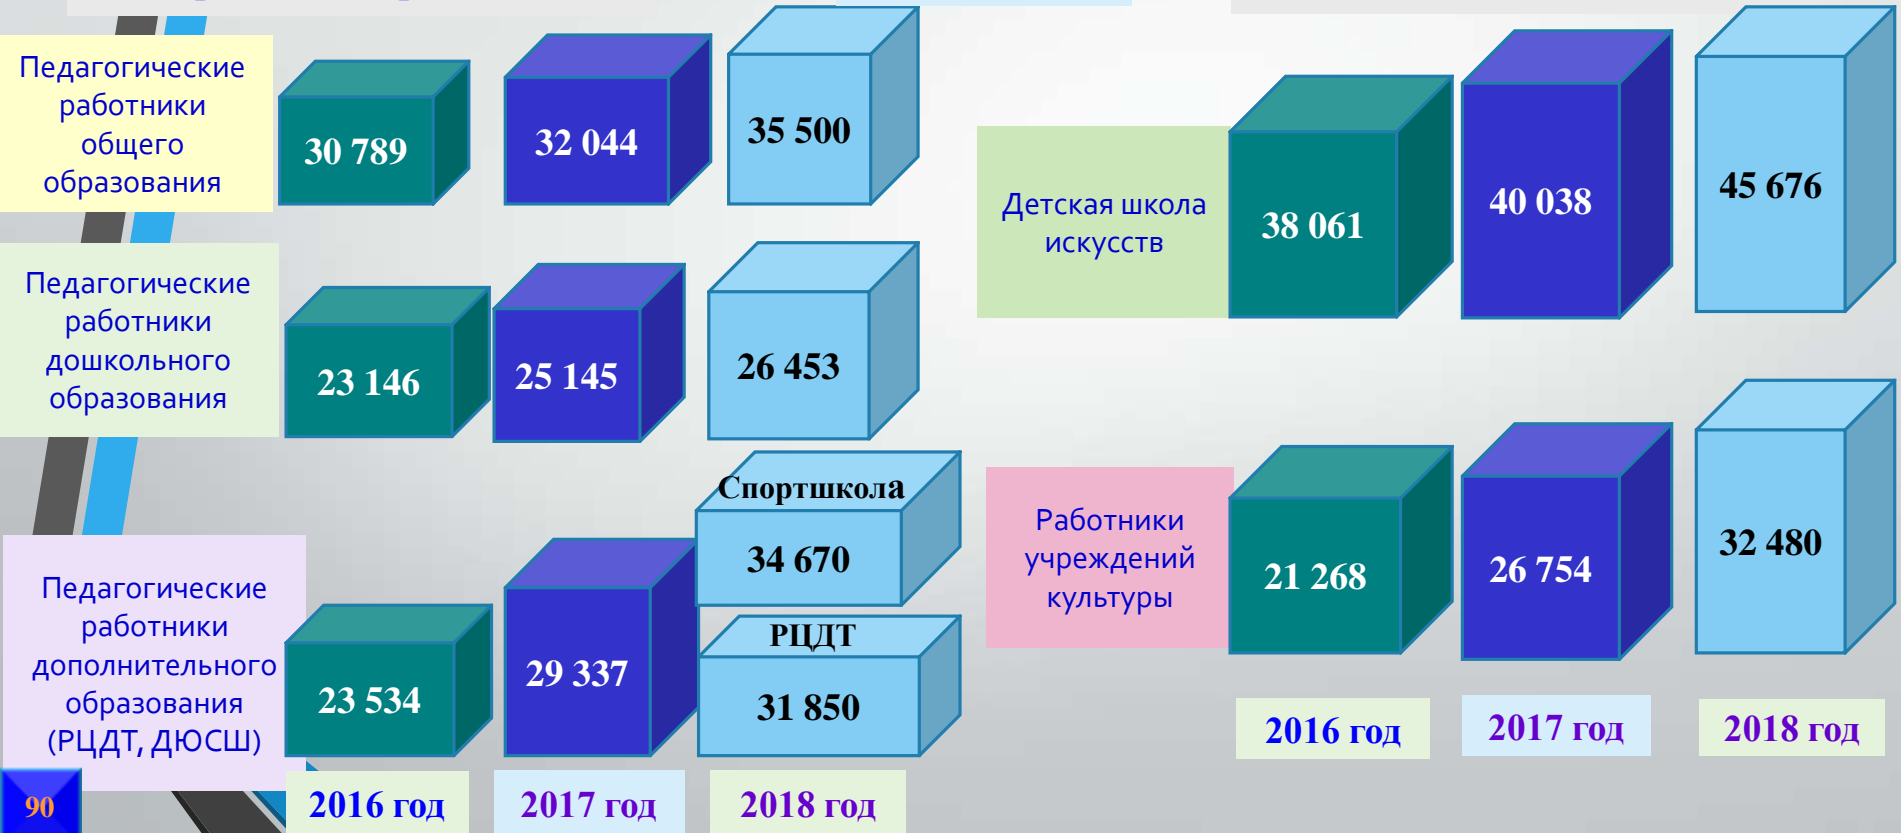 Педагогические
работники
общего
образования
30 789
32 044
35 500
Педагогические
работники
дошкольного
образования
23 146
25 145
26 453
Педагогические
работники
дополнительного
образования
(РЦДТ, ДЮСШ)
23 534
29 337
Спортшкола
34 670
РЦДТ
31 850
2016 год
2017 год
2018 год
Детская школа
искусств
38 061
40 038
45 676
Работники
учреждений
культуры
21 268
26 754
32 480
2016 год
2017 год
2018 год
90